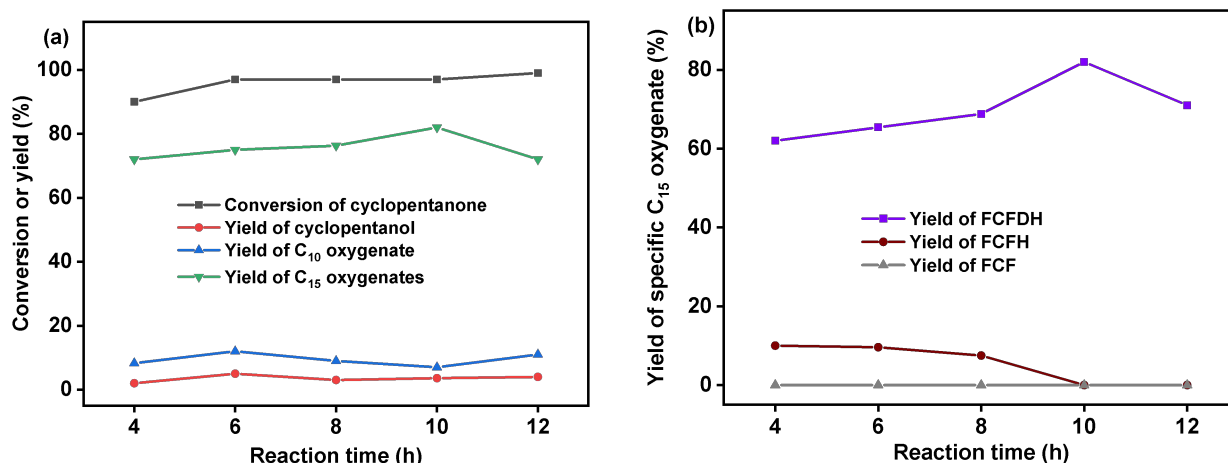 (a)
Conversion or yield (%)
100
80
60
40
20
0
Conversion of cyclopentanone
Yield of cyclopentanol
Yield of C₁₀ oxygenate
Yield of C₁₅ oxygenates
4 6 8 10 12
Reaction time (h)
(b)
Yield of specific C₁₅ oxygenate (%)
80
60
40
20
0
Yield of FCFDH
Yield of FCFH
Yield of FCF
4 6 8 10 12
Reaction time (h)